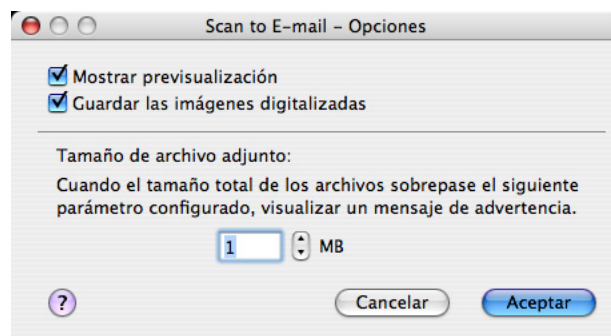 Scan to E-mail – Opciones
Mostrar previsualización
Guardar las imágenes digitalizadas
Tamaño de archivo adjunto:
Cuando el tamaño total de los archivos sobrepase el siguiente
parámetro configurado, visualizar un mensaje de advertencia.
1 MB
? Cancelar Aceptar